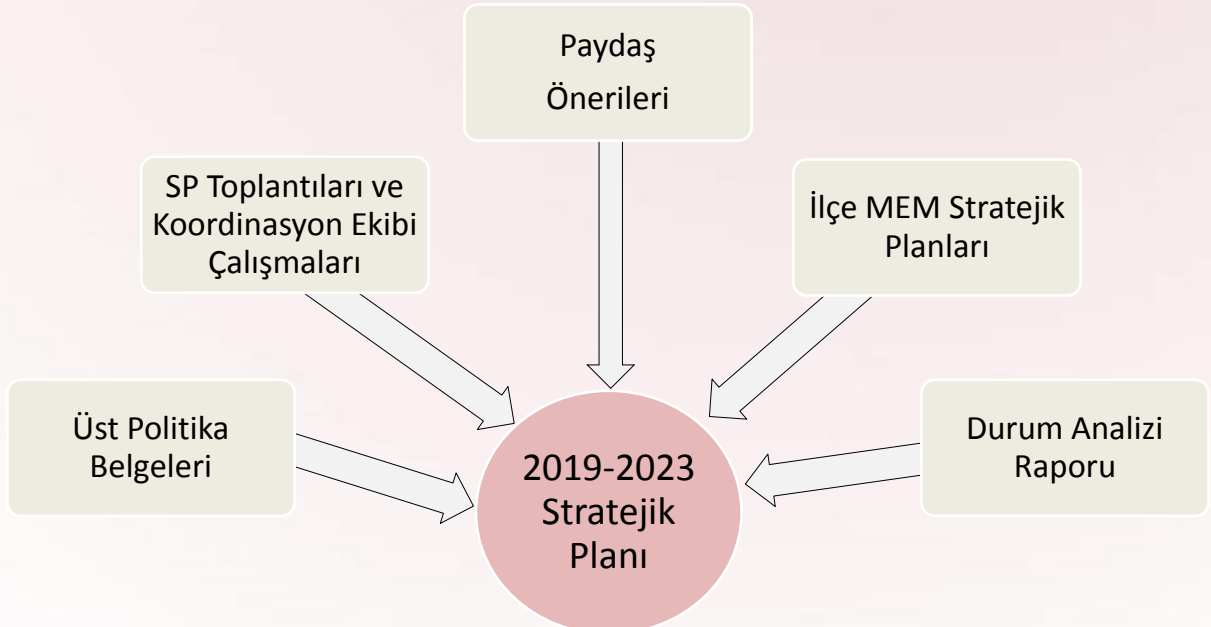 Paydaş
Önerileri
SP Toplantıları ve
Koordinasyon Ekibi
Çalışmaları
İlçe MEM Stratejik
Planları
Üst Politika
Belgeleri
Durum Analizi
Raporu
2019-2023
Stratejik
Planı